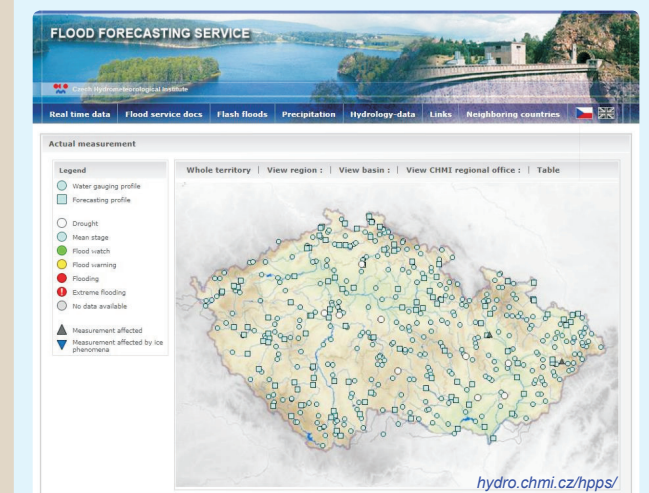 FLOOD FORECASTING SERVICE
Czech Hydrometeorological Institute
Real time data Flood service docs Flash floods Precipitation Hydrology-data Links Neighboring countries
Actual measurement
Legend
Water gauging profile
Forecasting profile
Drought
Mean stage
Flood watch
Flood warning
Flooding
Extreme flooding
No data available
Measurement affected
Measurement affected by ice
phenomena
Whole territory | View region : | View basin : | View CHMI regional office : | Table
hydro.chmi.cz/hpps/